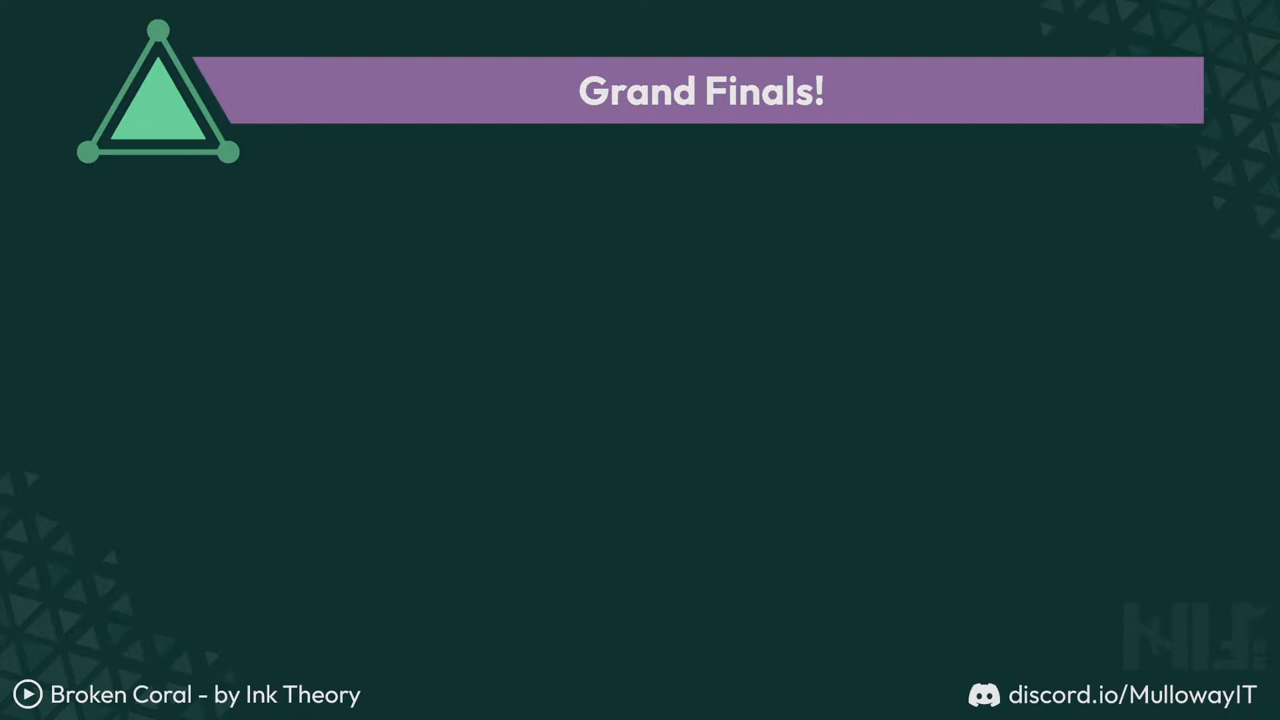 Grand Finals!
Broken Coral - by Ink Theory
discord.io/MullowayIT